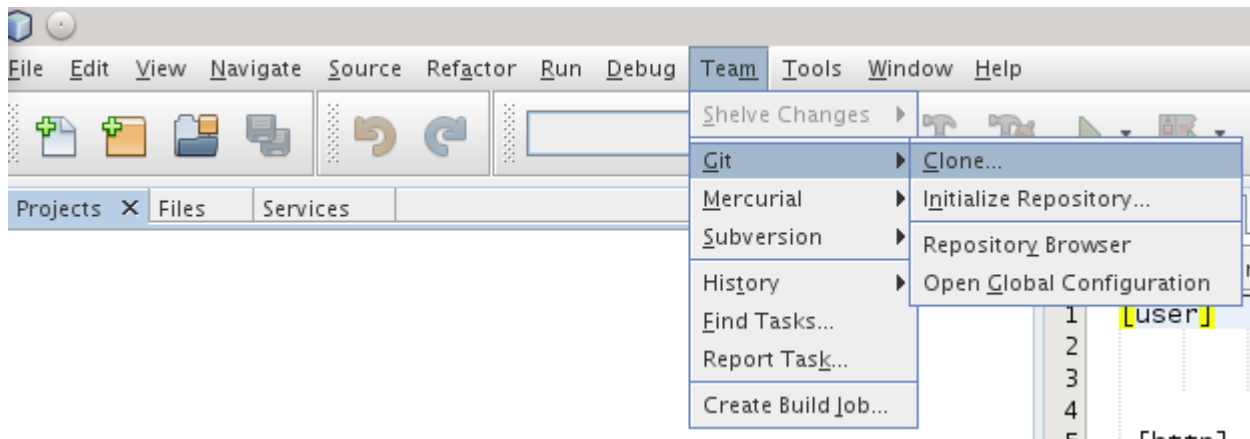 File Edit View Navigate Source Refactor Run Debug Team Tools Window Help
Shelve Changes
Git
Clone...
Mercurial
Initialize Repository...
Subversion
Repository Browser
History
Open Global Configuration
Find Tasks...
Report Task...
Create Build Job...
Projects Files Services
1 [user]
2
3
4